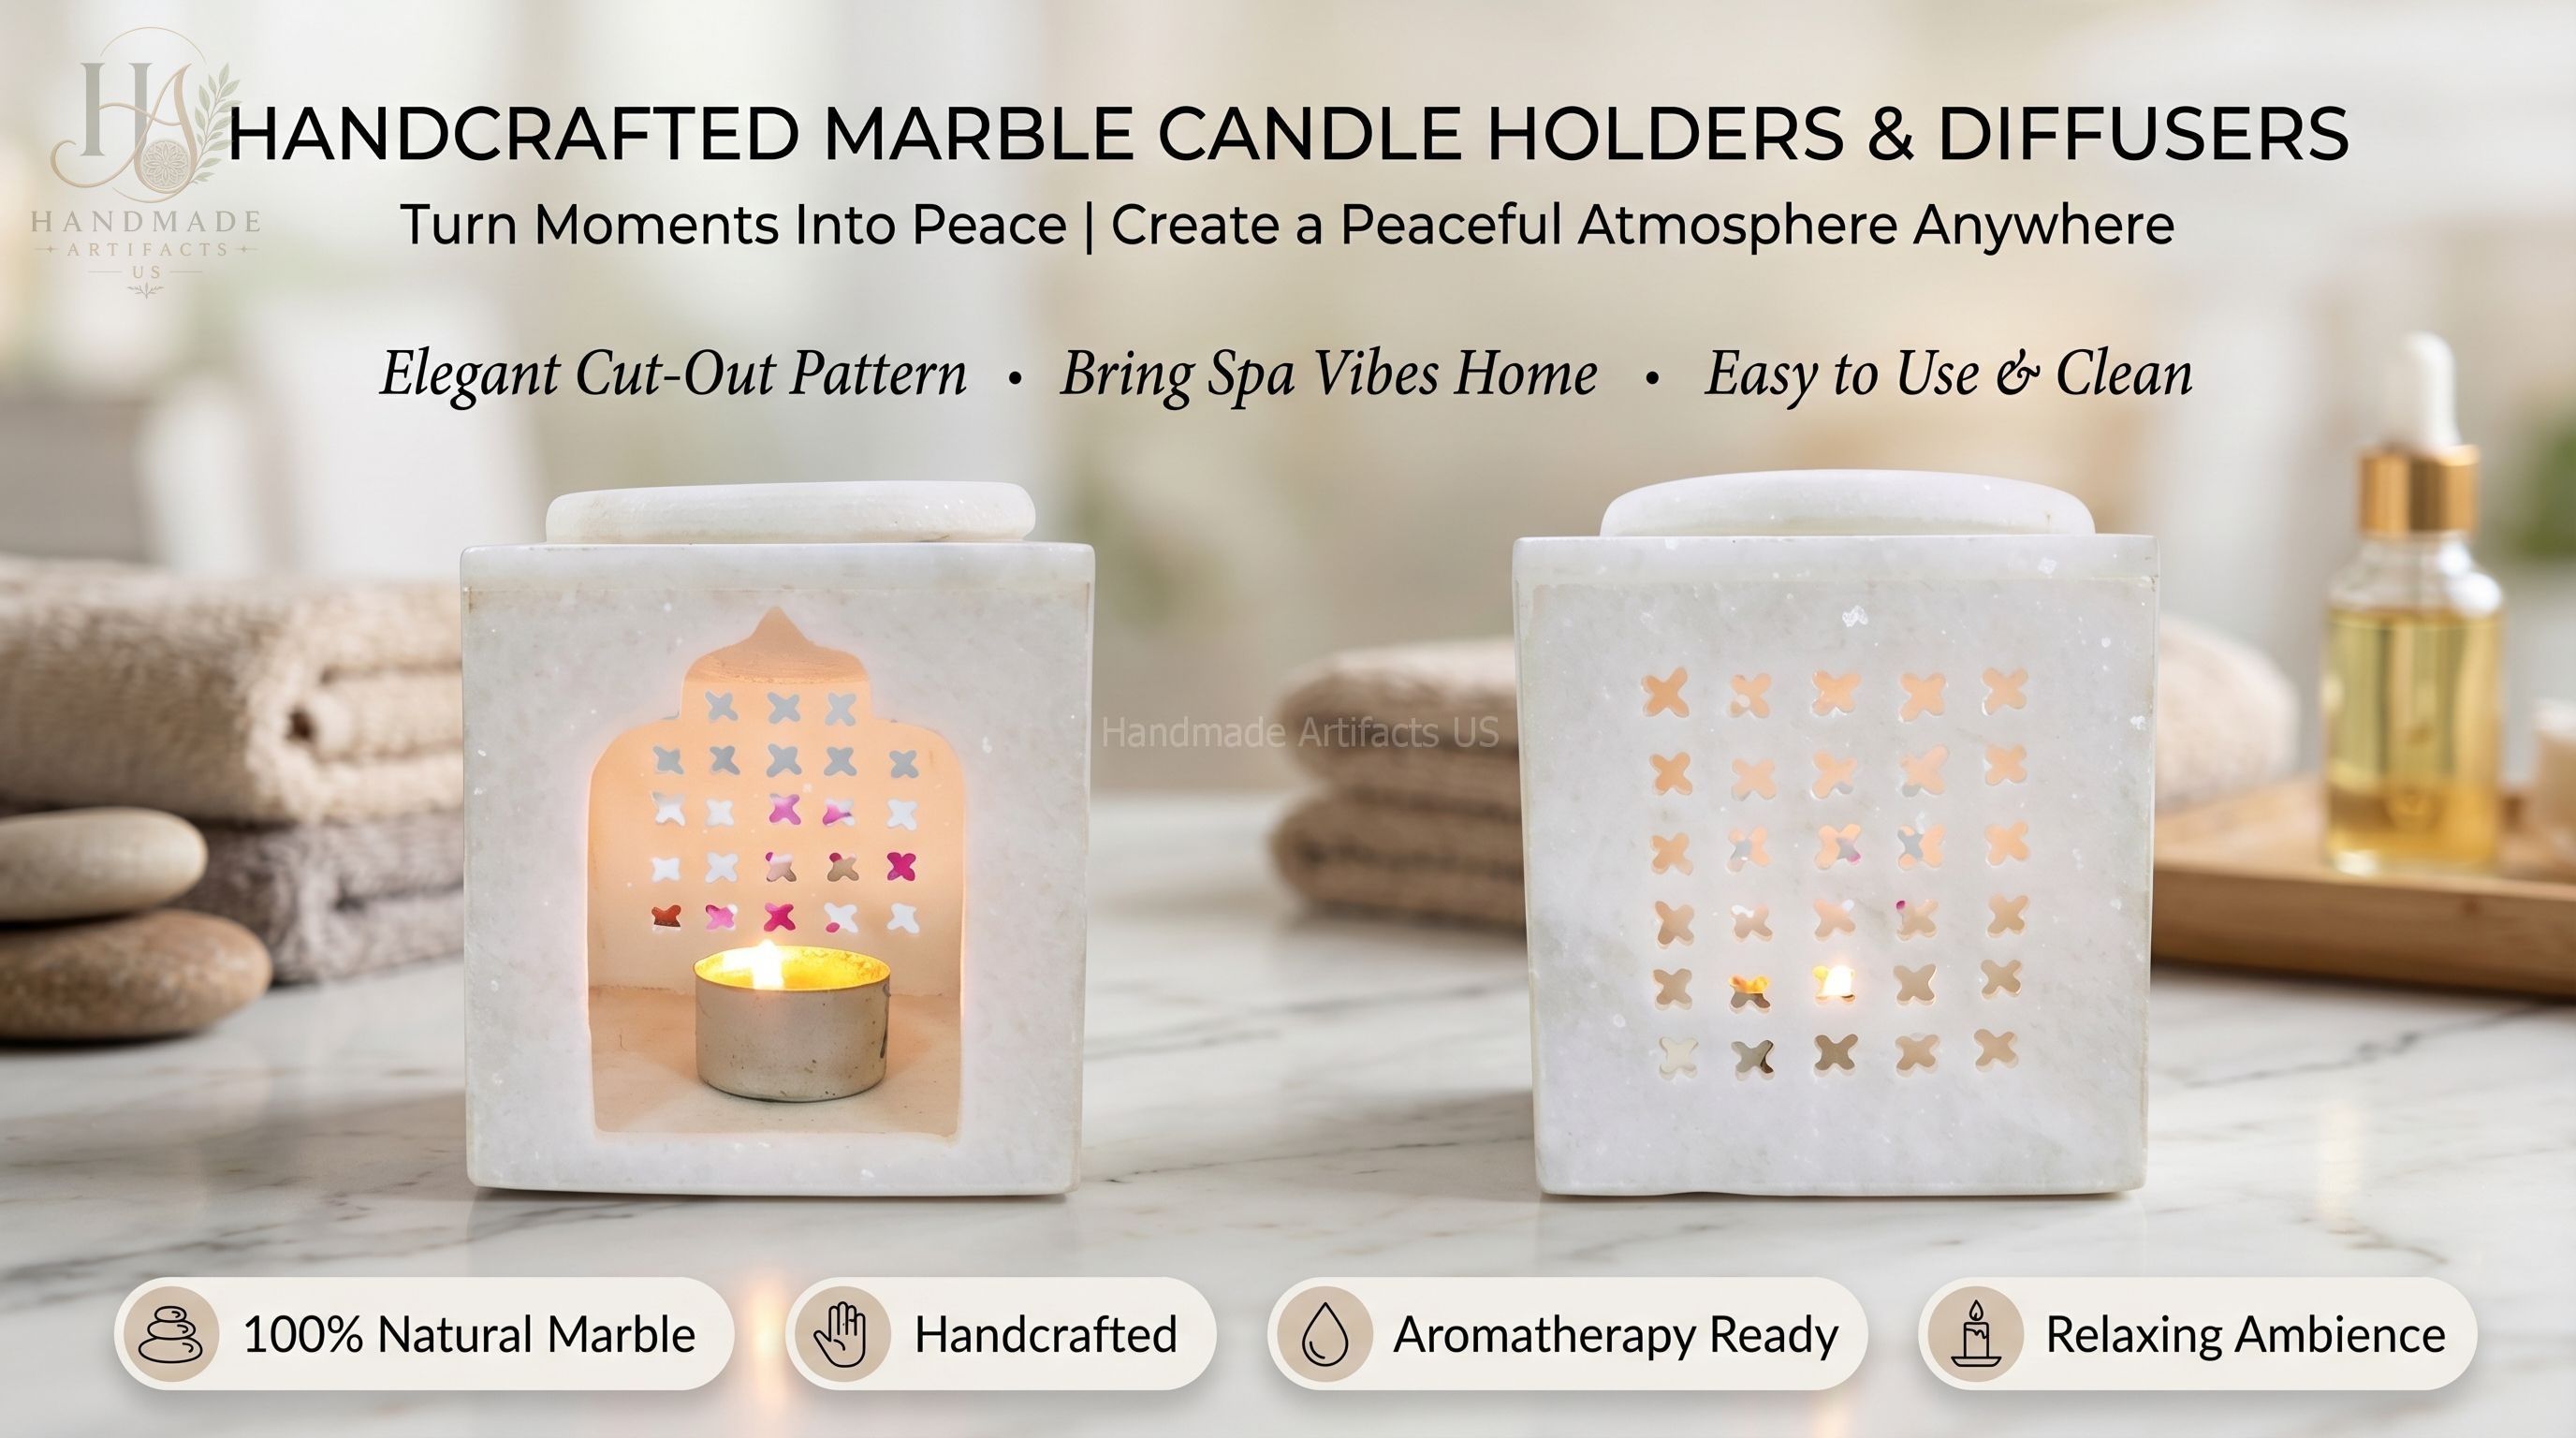 HA
HANDMADE
ARTIFACTS
US
HANDCRAFTED MARBLE CANDLE HOLDERS & DIFFUSERS
Turn Moments Into Peace | Create a Peaceful Atmosphere Anywhere
Elegant Cut-Out Pattern • Bring Spa Vibes Home • Easy to Use & Clean
Handmade Artifacts US
100% Natural Marble
Handcrafted
Aromatherapy Ready
Relaxing Ambience